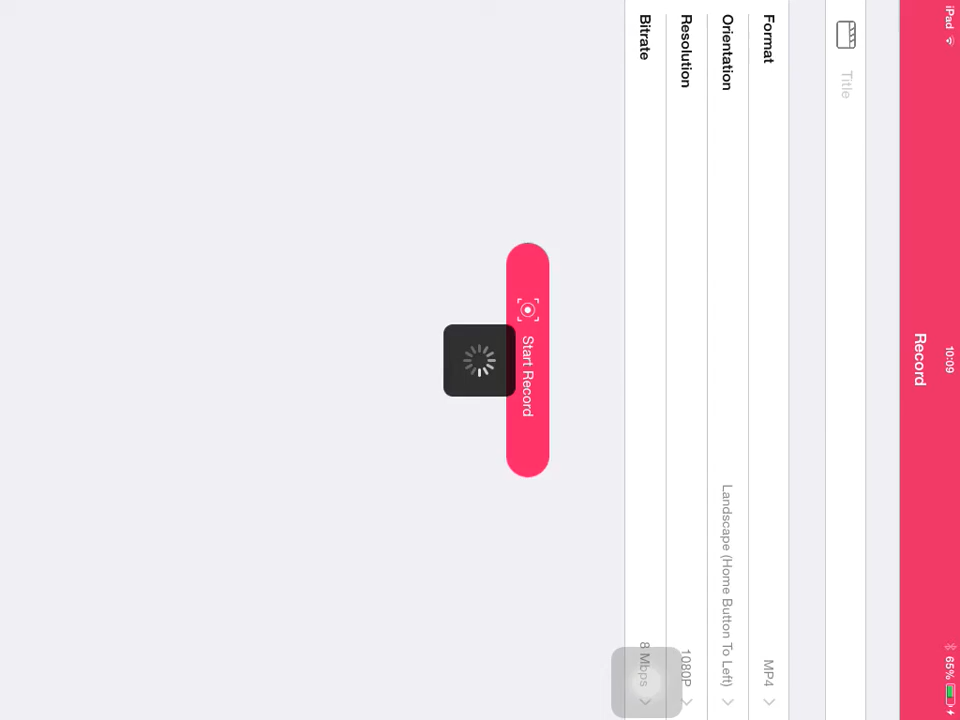 iPad 10:09 65%
Record
Title
Format MP4
Orientation Landscape (Home Button To Left)
Resolution 1080P
Bitrate 8 Mbps
Start Record